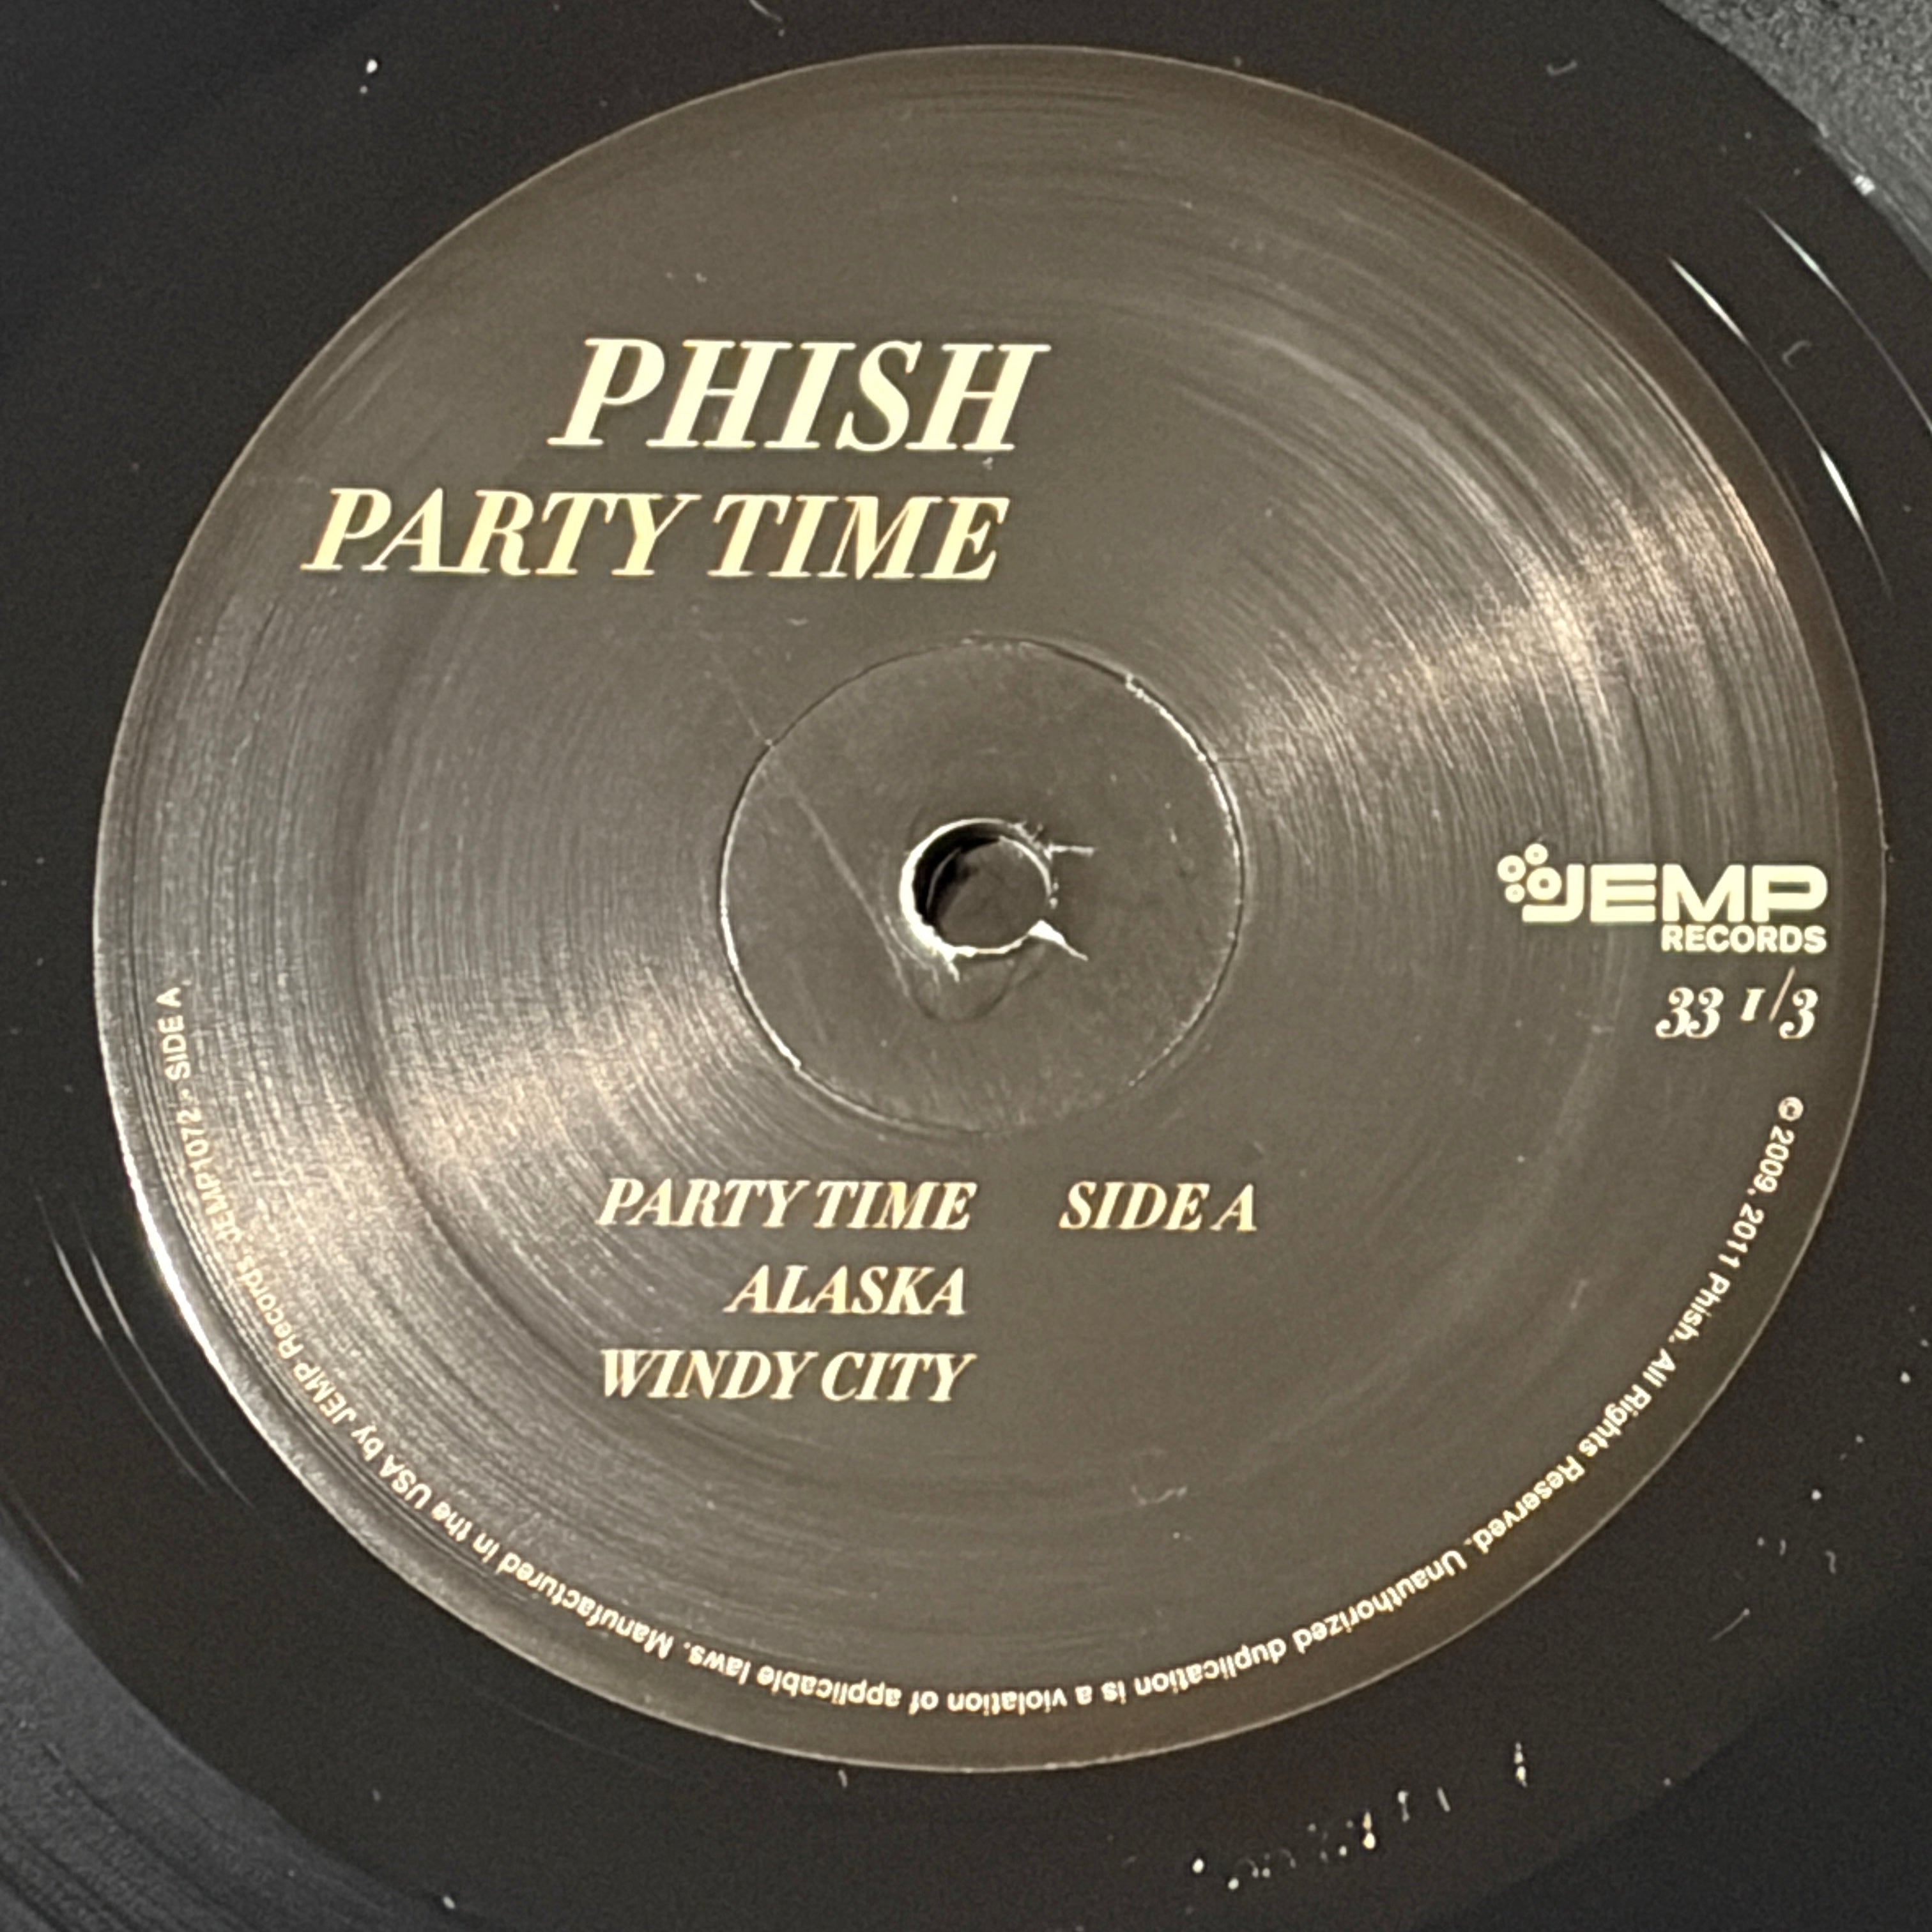 PHISH
PARTY TIME
JEMP
RECORDS
33 1/3
PARTY TIME SIDE A
ALASKA
WINDY CITY
© 2009, 2011 Phish. All Rights Reserved. Unauthorized duplication is a violation of applicable laws. Manufactured in the USA by JEMP Records. JEMP1072 - SIDE A